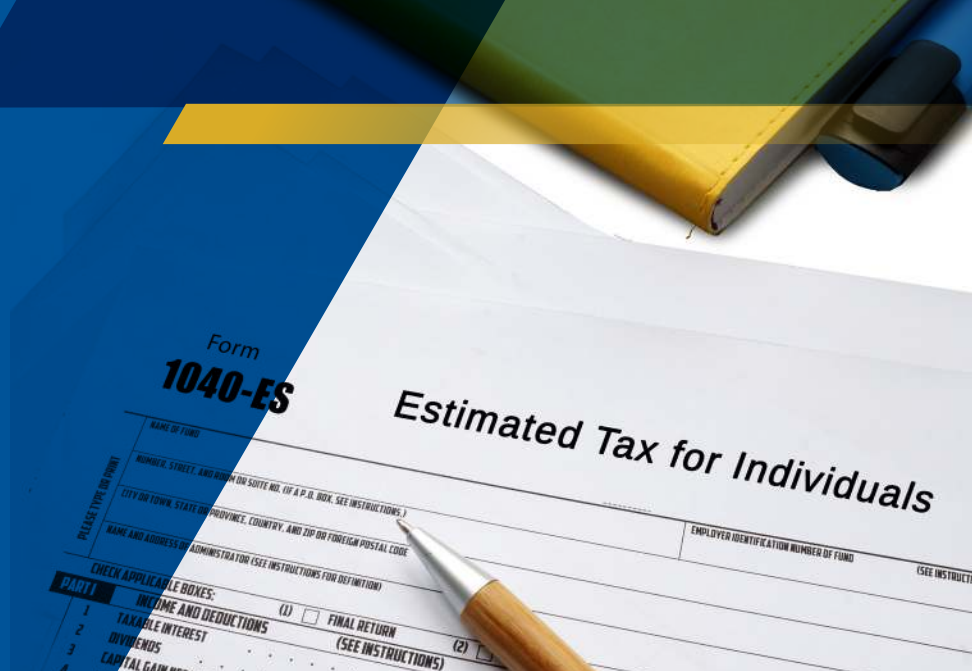 Form
1040-ES
Estimated Tax for Individuals
PLEASE TYPE OR PRINT
NAME OF FUND
NUMBER, STREET, AND ROOM OR SUITE NO. (IF A P.O. BOX, SEE INSTRUCTIONS.)
EMPLOYER IDENTIFICATION NUMBER OF FUND
CITY OR TOWN, STATE OR PROVINCE, COUNTRY, AND ZIP OR FOREIGN POSTAL CODE
(SEE
NAME AND ADDRESS OF ADMINISTRATOR (SEE INSTRUCTIONS FOR DEFINITION)
CHECK APPLICABLE BOXES:
(1) FINAL RETURN (2)
PART I INCOME AND DEDUCTIONS (SEE INSTRUCTIONS)
1 TAXABLE INTEREST
2 DIVIDENDS
3 CAPITAL GAIN